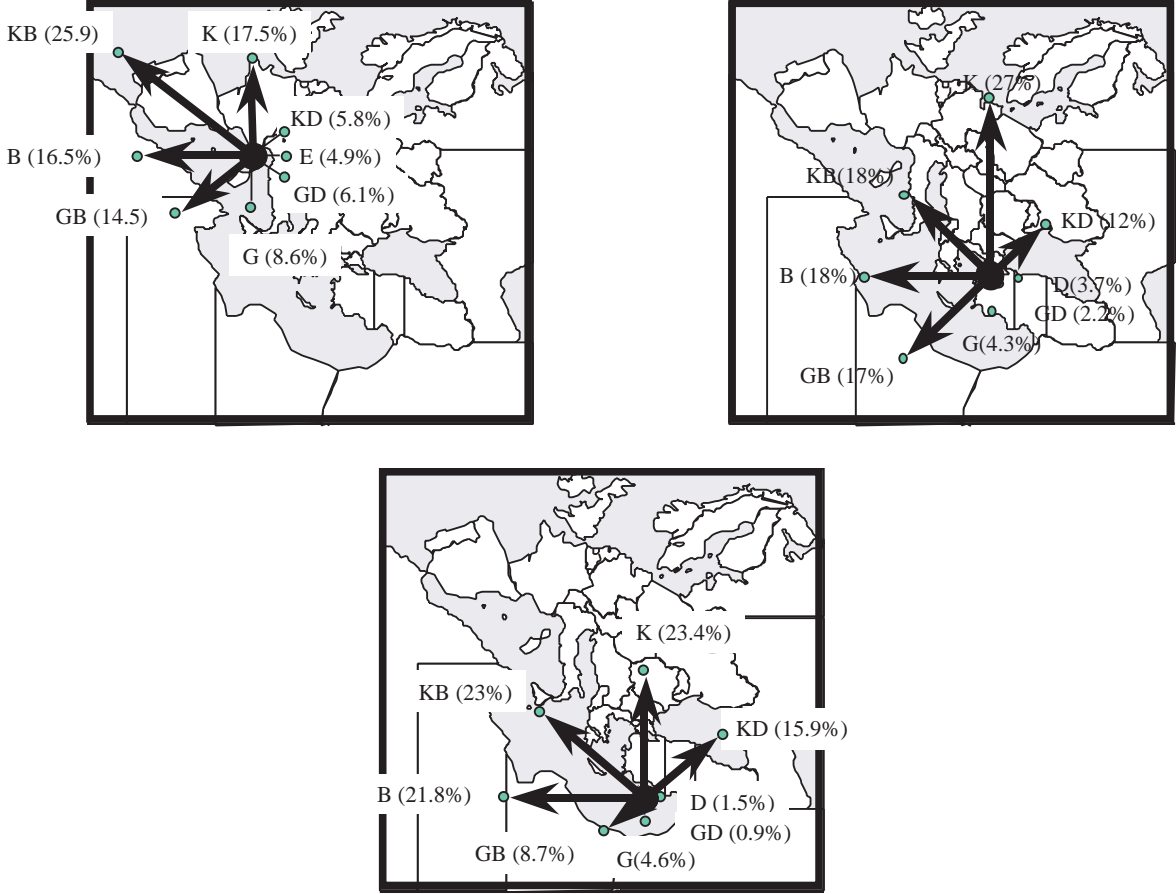 KB (25.9)
K (17.5%)
KD (5.8%)
B (16.5%)
E (4.9%)
GD (6.1%)
GB (14.5)
G (8.6%)
K (27%)
KB(18%)
KD (12%)
B (18%)
D(3.7%)
GD (2.2%)
G(4.3%)
GB (17%)
K (23.4%)
KB (23%)
KD (15.9%)
B (21.8%)
D (1.5%)
GD (0.9%)
GB (8.7%)
G(4.6%)